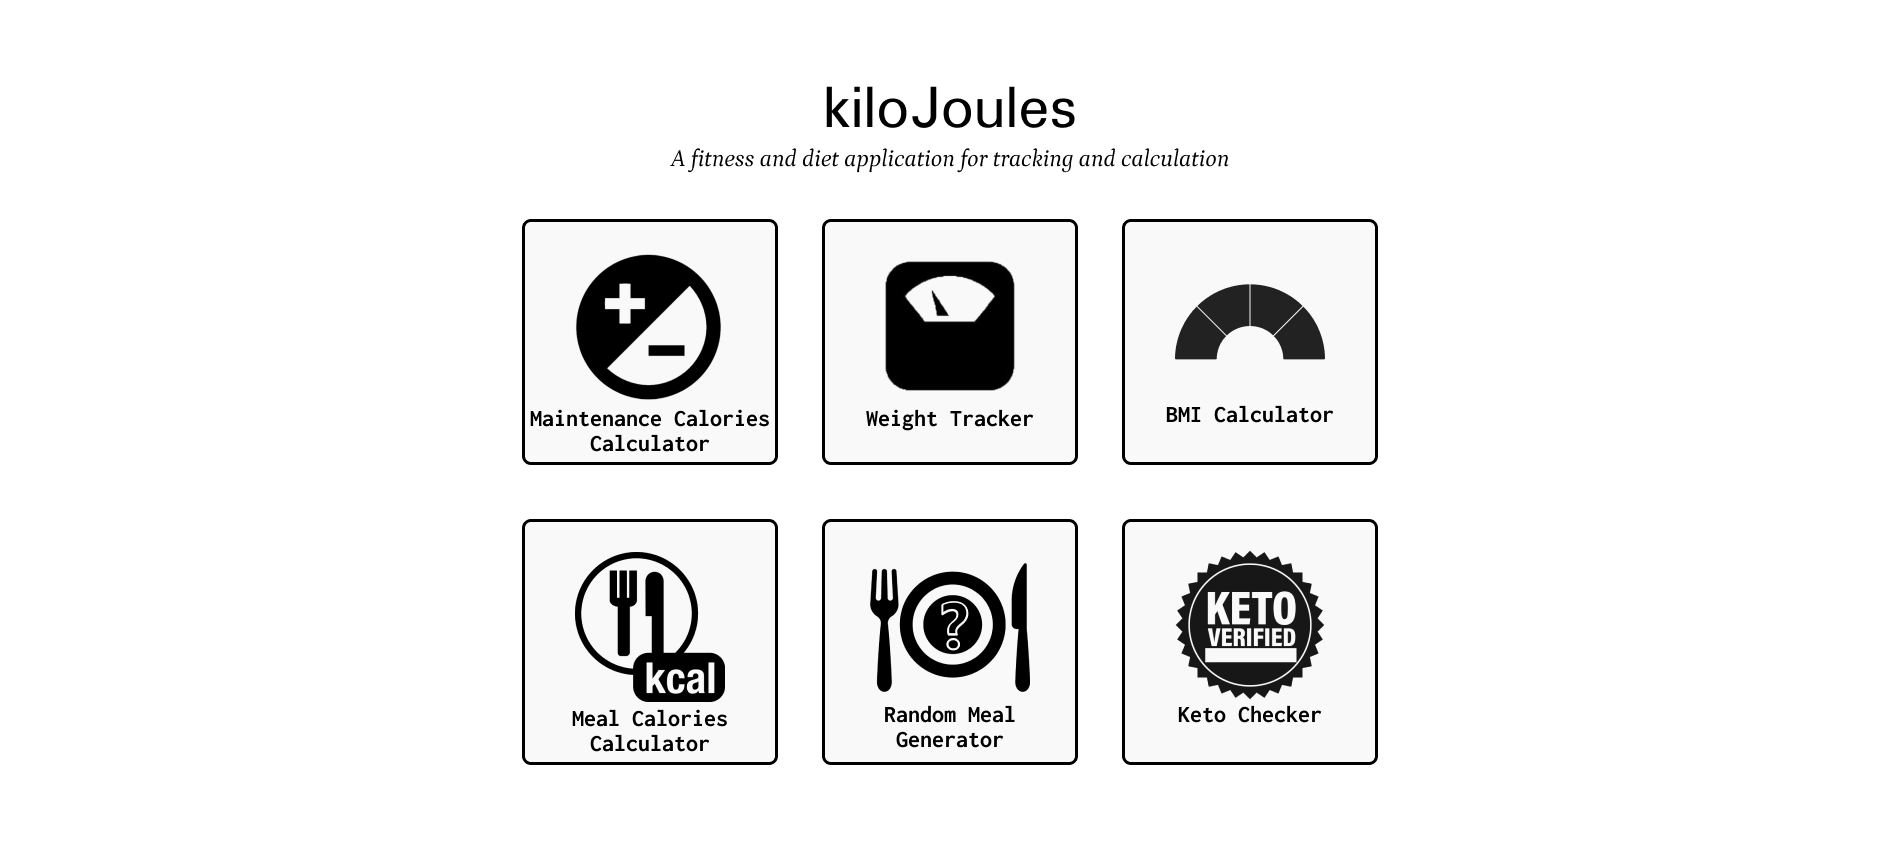 kiloJoules
A fitness and diet application for tracking and calculation
Maintenance Calories
Calculator
Weight Tracker
BMI Calculator
kcal
Meal Calories
Calculator
?
Random Meal
Generator
KETO
VERIFIED
Keto Checker